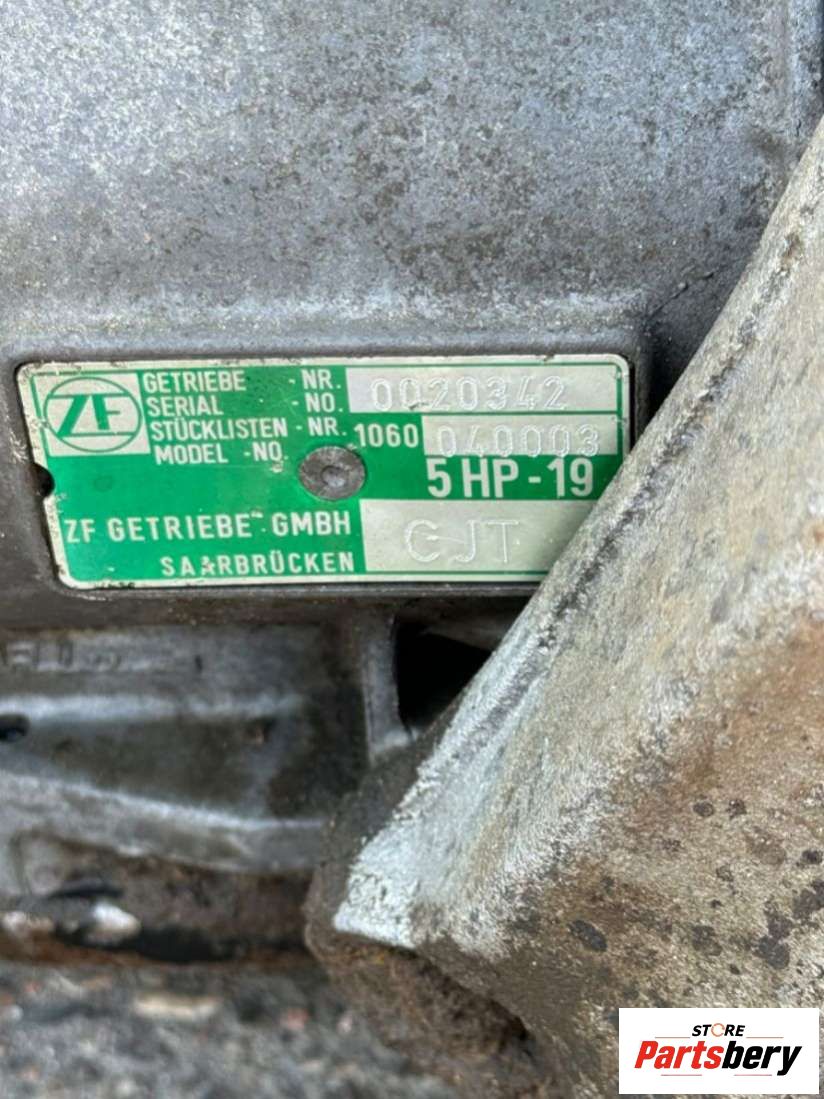 ZF
GETRIEBE - NR. 0020342
SERIAL - NO.
STÜCKLISTEN - NR. 1060 040003
MODEL - NO.
5 HP - 19
ZF GETRIEBE GMBH CJT
SAARBRÜCKEN
STORE
Partsbery